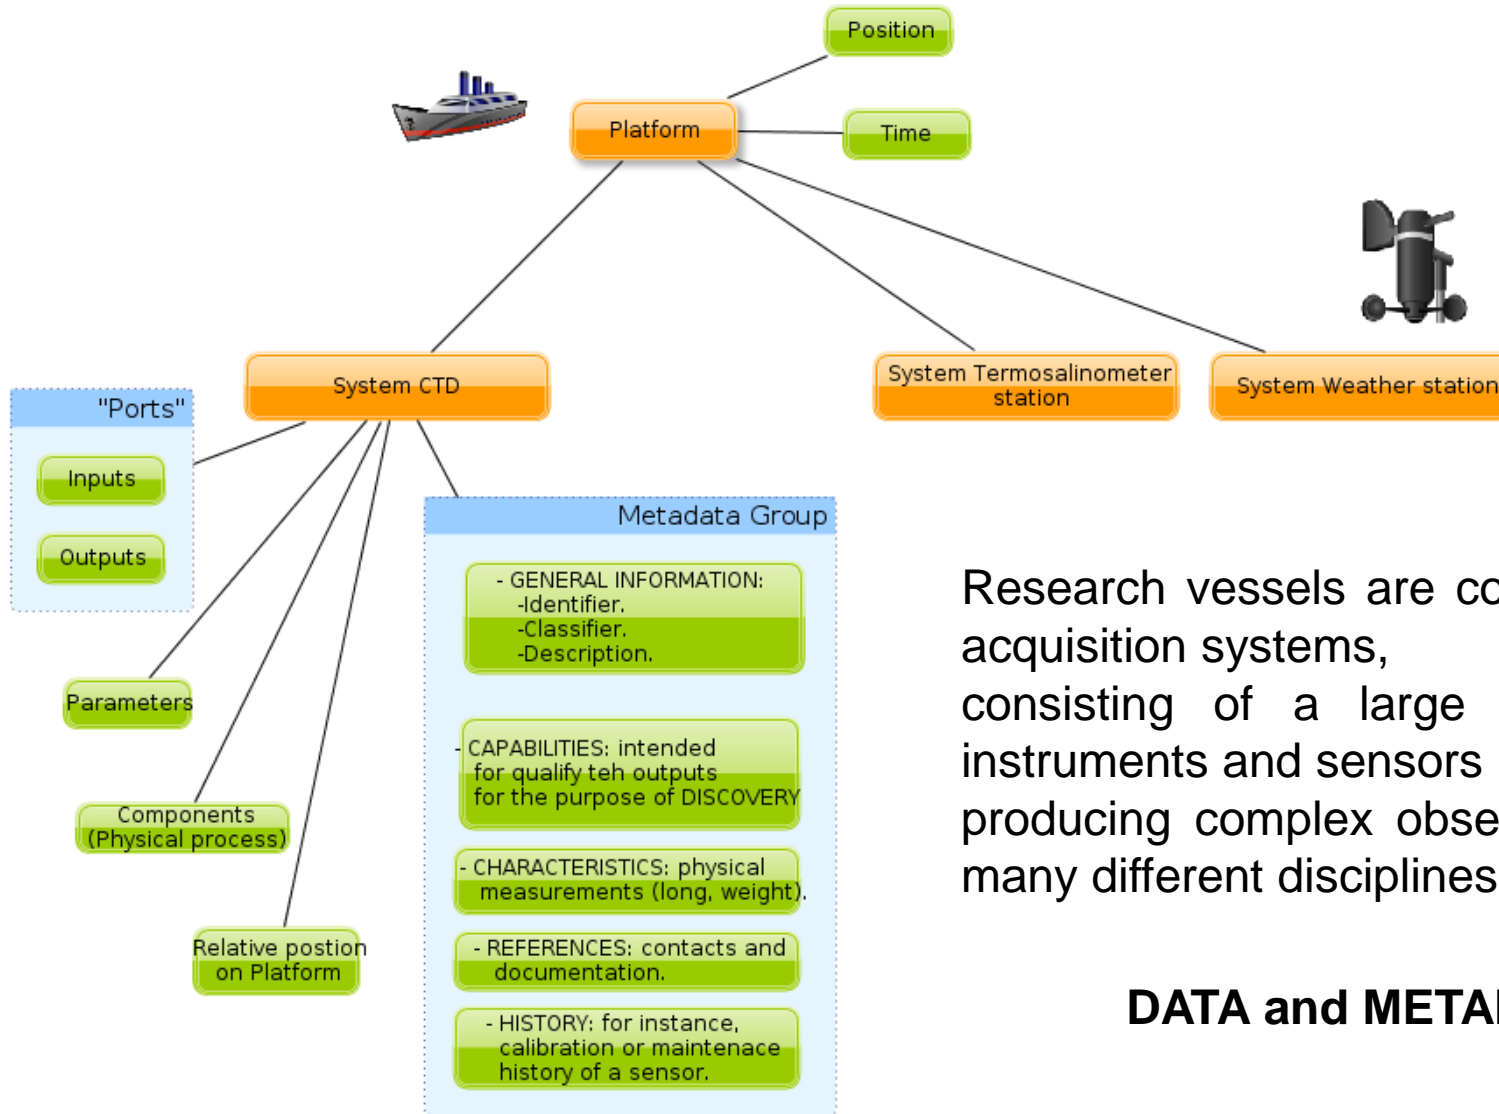 Position
Platform
Time
System CTD
System Termosalinometer
station
System Weather station
"Ports"
Inputs
Outputs
Parameters
Components
(Physical process)
Relative postion
on Platform
Metadata Group
- GENERAL INFORMATION:
-Identifier.
-Classifier.
-Description.
- CAPABILITIES: intended
for qualify teh outputs
for the purpose of DISCOVERY
- CHARACTERISTICS: physical
measurements (long, weight).
- REFERENCES: contacts and
documentation.
- HISTORY: for instance,
calibration or maintenace
history of a sensor.
Research vessels are
acquisition systems,
consisting of a large
instruments and sensors
producing complex
many different disciplines
DATA and